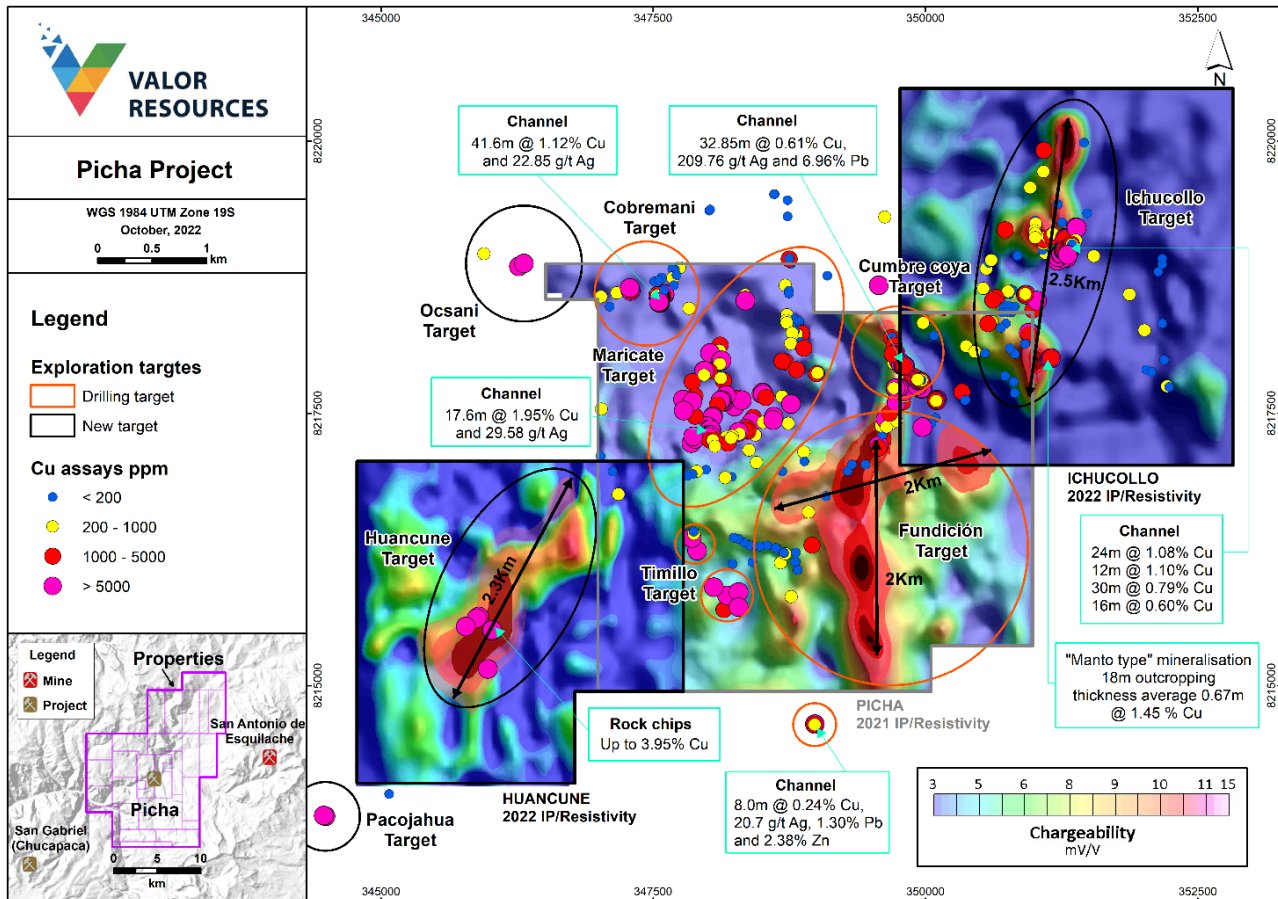 VALOR
RESOURCES
Picha Project
WGS 1984 UTM Zone 19S
October, 2022
0 0.5 1
km
Legend
Exploration targtes
Drilling target
New target
Cu assays ppm
< 200
200 - 1000
1000 - 5000
> 5000
Legend
Mine
Project
Properties
San Antonio de
Esquilache
Picha
San Gabriel
(Chucapaca)
0 5 10
km
345000 347500 350000 352500
N
8220000
8217500
8215000
8220000
8217500
8215000
Channel
41.6m @ 1.12% Cu
and 22.85 g/t Ag
Channel
32.85m @ 0.61% Cu,
209.76 g/t Ag and 6.96% Pb
Cobremani
Target
Ichucollo
Target
Cumbre coya
Target
2.5Km
Ocsani
Target
Maricate
Target
Channel
17.6m @ 1.95% Cu
and 29.58 g/t Ag
ICHUCOLLO
2022 IP/Resistivity
2Km
Fundición
Target
2Km
Huancune
Target
2.3Km
Timillo
Target
Channel
24m @ 1.08% Cu
12m @ 1.10% Cu
30m @ 0.79% Cu
16m @ 0.60% Cu
"Manto type" mineralisation
18m outcropping
thickness average 0.67m
@ 1.45 % Cu
Rock chips
Up to 3.95% Cu
PICHA
2021 IP/Resistivity
HUANCUNE
2022 IP/Resistivity
Channel
8.0m @ 0.24% Cu,
20.7 g/t Ag, 1.30% Pb
and 2.38% Zn
Pacojahua
Target
3 5 6 8 9 10 11 15
Chargeability
mV/V
345000 347500 350000 352500